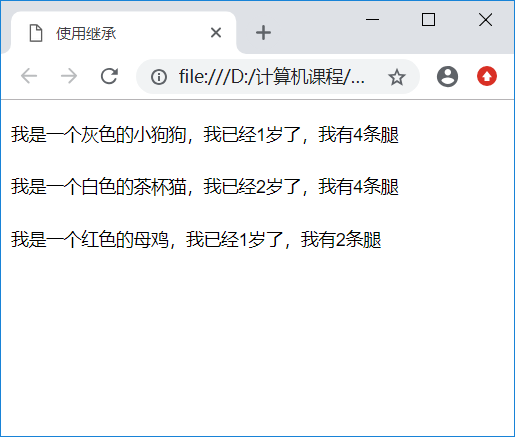 使用继承
file:///D:/计算机课程/...
我是一个灰色的小狗狗，我已经1岁了，我有4条腿
我是一个白色的茶杯猫，我已经2岁了，我有4条腿
我是一个红色的母鸡，我已经1岁了，我有2条腿